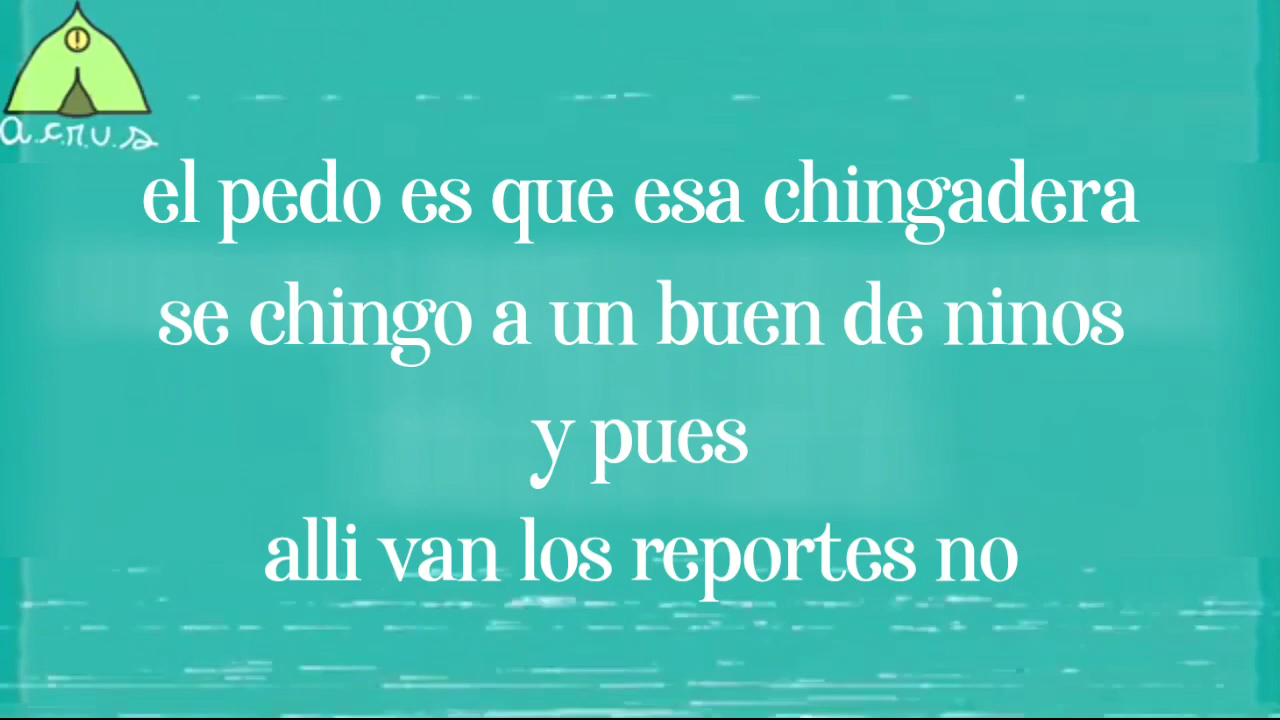 a.c.n.u.s
el pedo es que esa chingadera
se chingo a un buen de ninos
y pues
alli van los reportes no